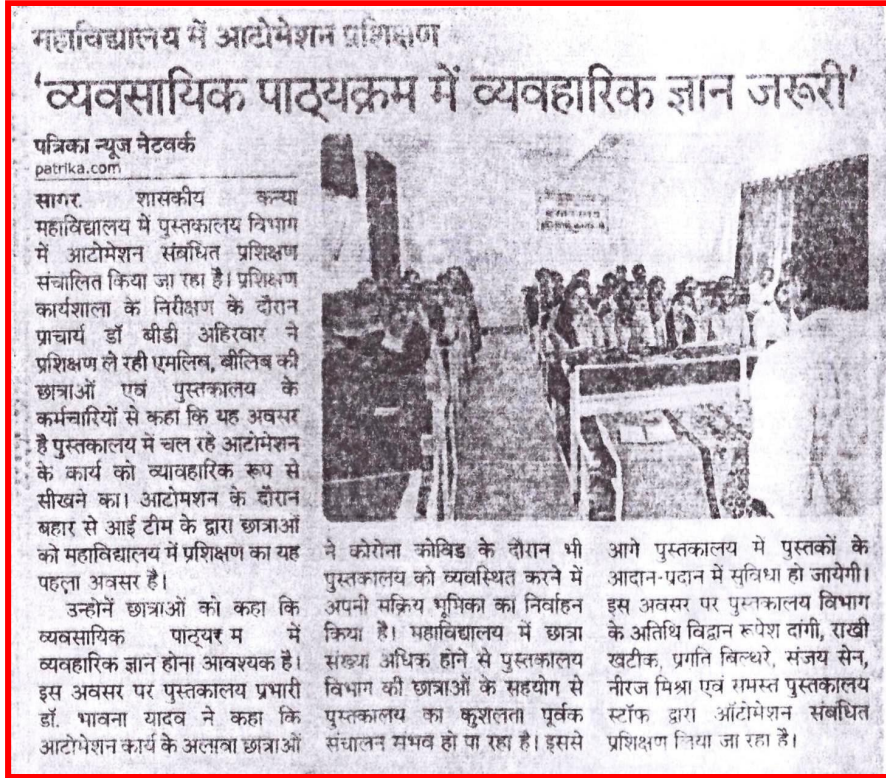 महाविद्यालय में आटोमेशन प्रशिक्षण
‘व्यवसायिक पाठ्यक्रम में व्यवहारिक ज्ञान जरूरी’
पत्रिका न्यूज नेटवर्क
patrika.com
सागर. शासकीय कन्या
महाविद्यालय में पुस्तकालय विभाग
में आटोमेशन संबधित प्रशिक्षण
संचालित किया जा रहा है। प्रशिक्षण
कार्यशाला के निरीक्षण के दौरान
प्राचार्य डॉ बीडी अहिरवार ने
प्रशिक्षण ले रही एमलिब, बीलिब की
छात्राओं एवं पुस्तकालय के
कर्मचारियों से कहा कि यह अवसर
है पुस्तकालय में चल रहे आटोमेशन
के कार्य को व्यावहारिक रूप से
सीखने का। आटोमशन के दौरान
बहार से आई टीम के द्वारा छात्राओं
को महाविद्यालय में प्रशिक्षण का यह
पहला अवसर है।
उन्होनें छात्राओं को कहा कि
व्यवसायिक में
व्यवहारिक ज्ञान होना आवश्यक है।
इस अवसर पर पुस्तकालय प्रभारी
डॉ. भावना यादव ने कहा कि
आटोमेशन कार्य के अलावा छात्राओं
ने कोरोना कोविड के दौरान भी
पुस्तकालय को व्यवस्थित करने में
अपनी सक्रिय भूमिका का निर्वाहन
किया है। महाविद्यालय में छात्रा
संख्या अधिक होने से पुस्तकालय
विभाग की छात्राओं के सहयोग से
पुस्तकालय का कुशलता पूर्वक
संचालन संभव हो पा रहा है। इससे
आगे पुस्तकालय में पुस्तकों के
आदान-प्रदान में सुविधा हो जायेगी।
इस अवसर पर पुस्तकालय विभाग
के अतिथि विद्वान रूपेश दांगी, राखी
खटीक, प्रगति बिल्थरे, संजय सेन,
नीरज मिश्रा एवं समस्त पुस्तकालय
स्टॉफ द्वारा ऑटोमेशन संबधित
प्रशिक्षण लिया जा रहा है।